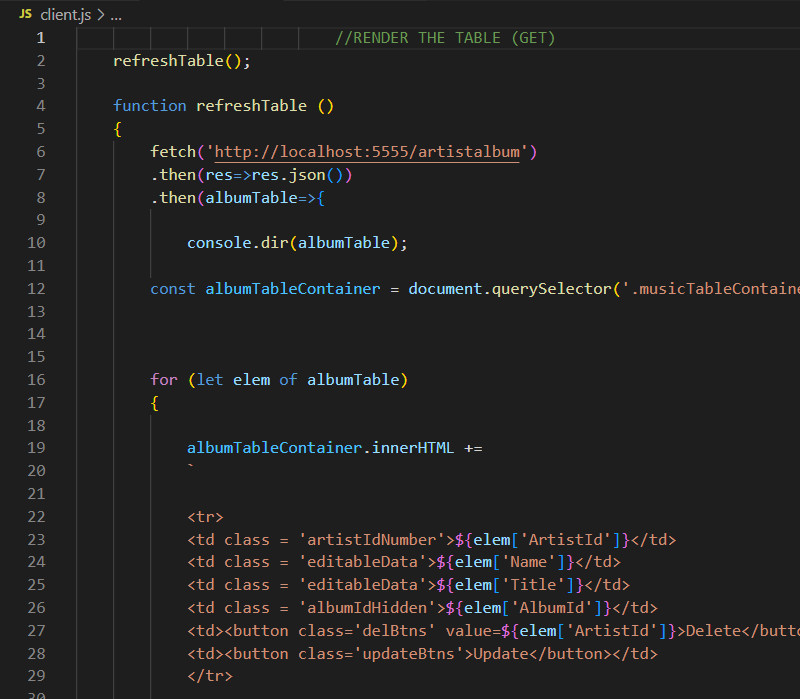 JS client.js > ...
1 //RENDER THE TABLE (GET)
2 refreshTable();
3
4 function refreshTable ()
5 {
6 fetch('http://localhost:5555/artistalbum')
7 .then(res=>res.json())
8 .then(albumTable=>{
9
10 console.dir(albumTable);
11
12 const albumTableContainer = document.querySelector('.musicTableContaine
13
14
15
16 for (let elem of albumTable)
17 {
18
19 albumTableContainer.innerHTML +=
20 `
21
22 <tr>
23 <td class = 'artistIdNumber'>${elem['ArtistId']}</td>
24 <td class = 'editableData'>${elem['Name']}</td>
25 <td class = 'editableData'>${elem['Title']}</td>
26 <td class = 'albumIdHidden'>${elem['AlbumId']}</td>
27 <td><button class='delBtns' value=${elem['ArtistId']}>Delete</butto
28 <td><button class='updateBtns'>Update</button></td>
29 </tr>
30